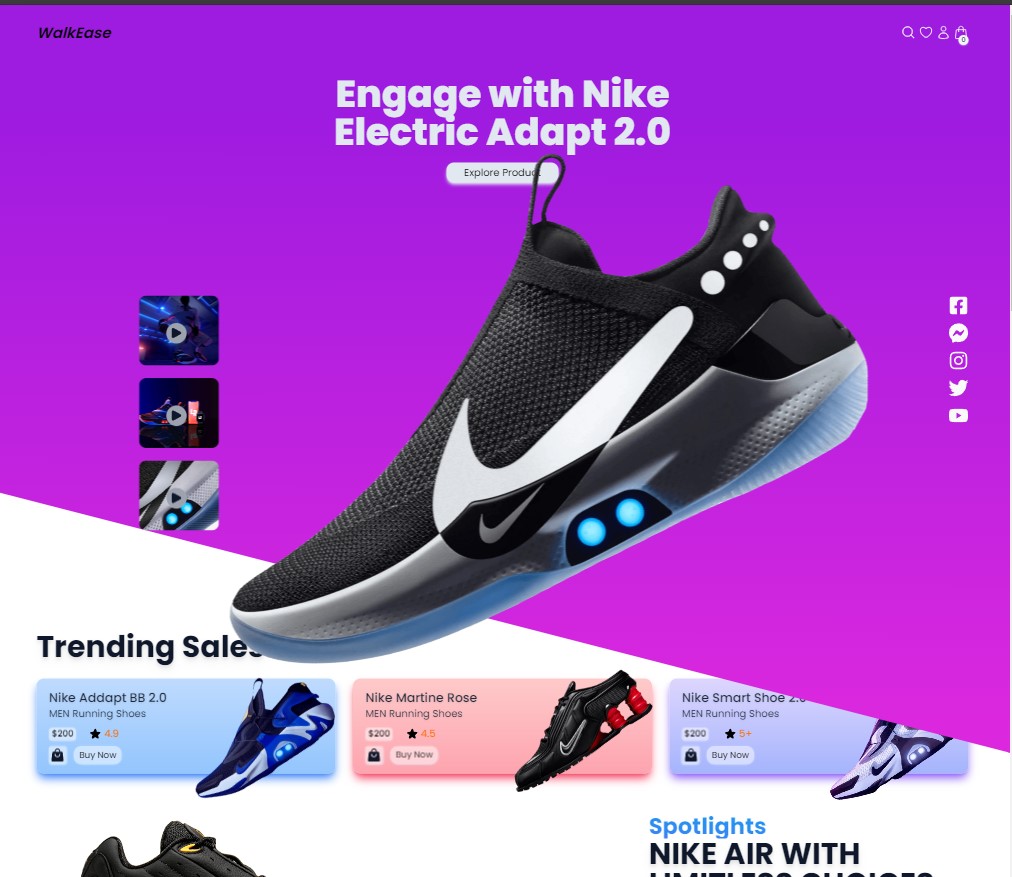 WalkEase
0
Engage with Nike
Electric Adapt 2.0
Explore Product
Trending Sales
Nike Addapt BB 2.0
MEN Running Shoes
$200 4.9
Buy Now
Nike Martine Rose
MEN Running Shoes
$200 4.5
Buy Now
Nike Smart Shoe 2.0
MEN Running Shoes
$200 5+
Buy Now
Spotlights
NIKE AIR WITH
LIMITLESS CHOICES